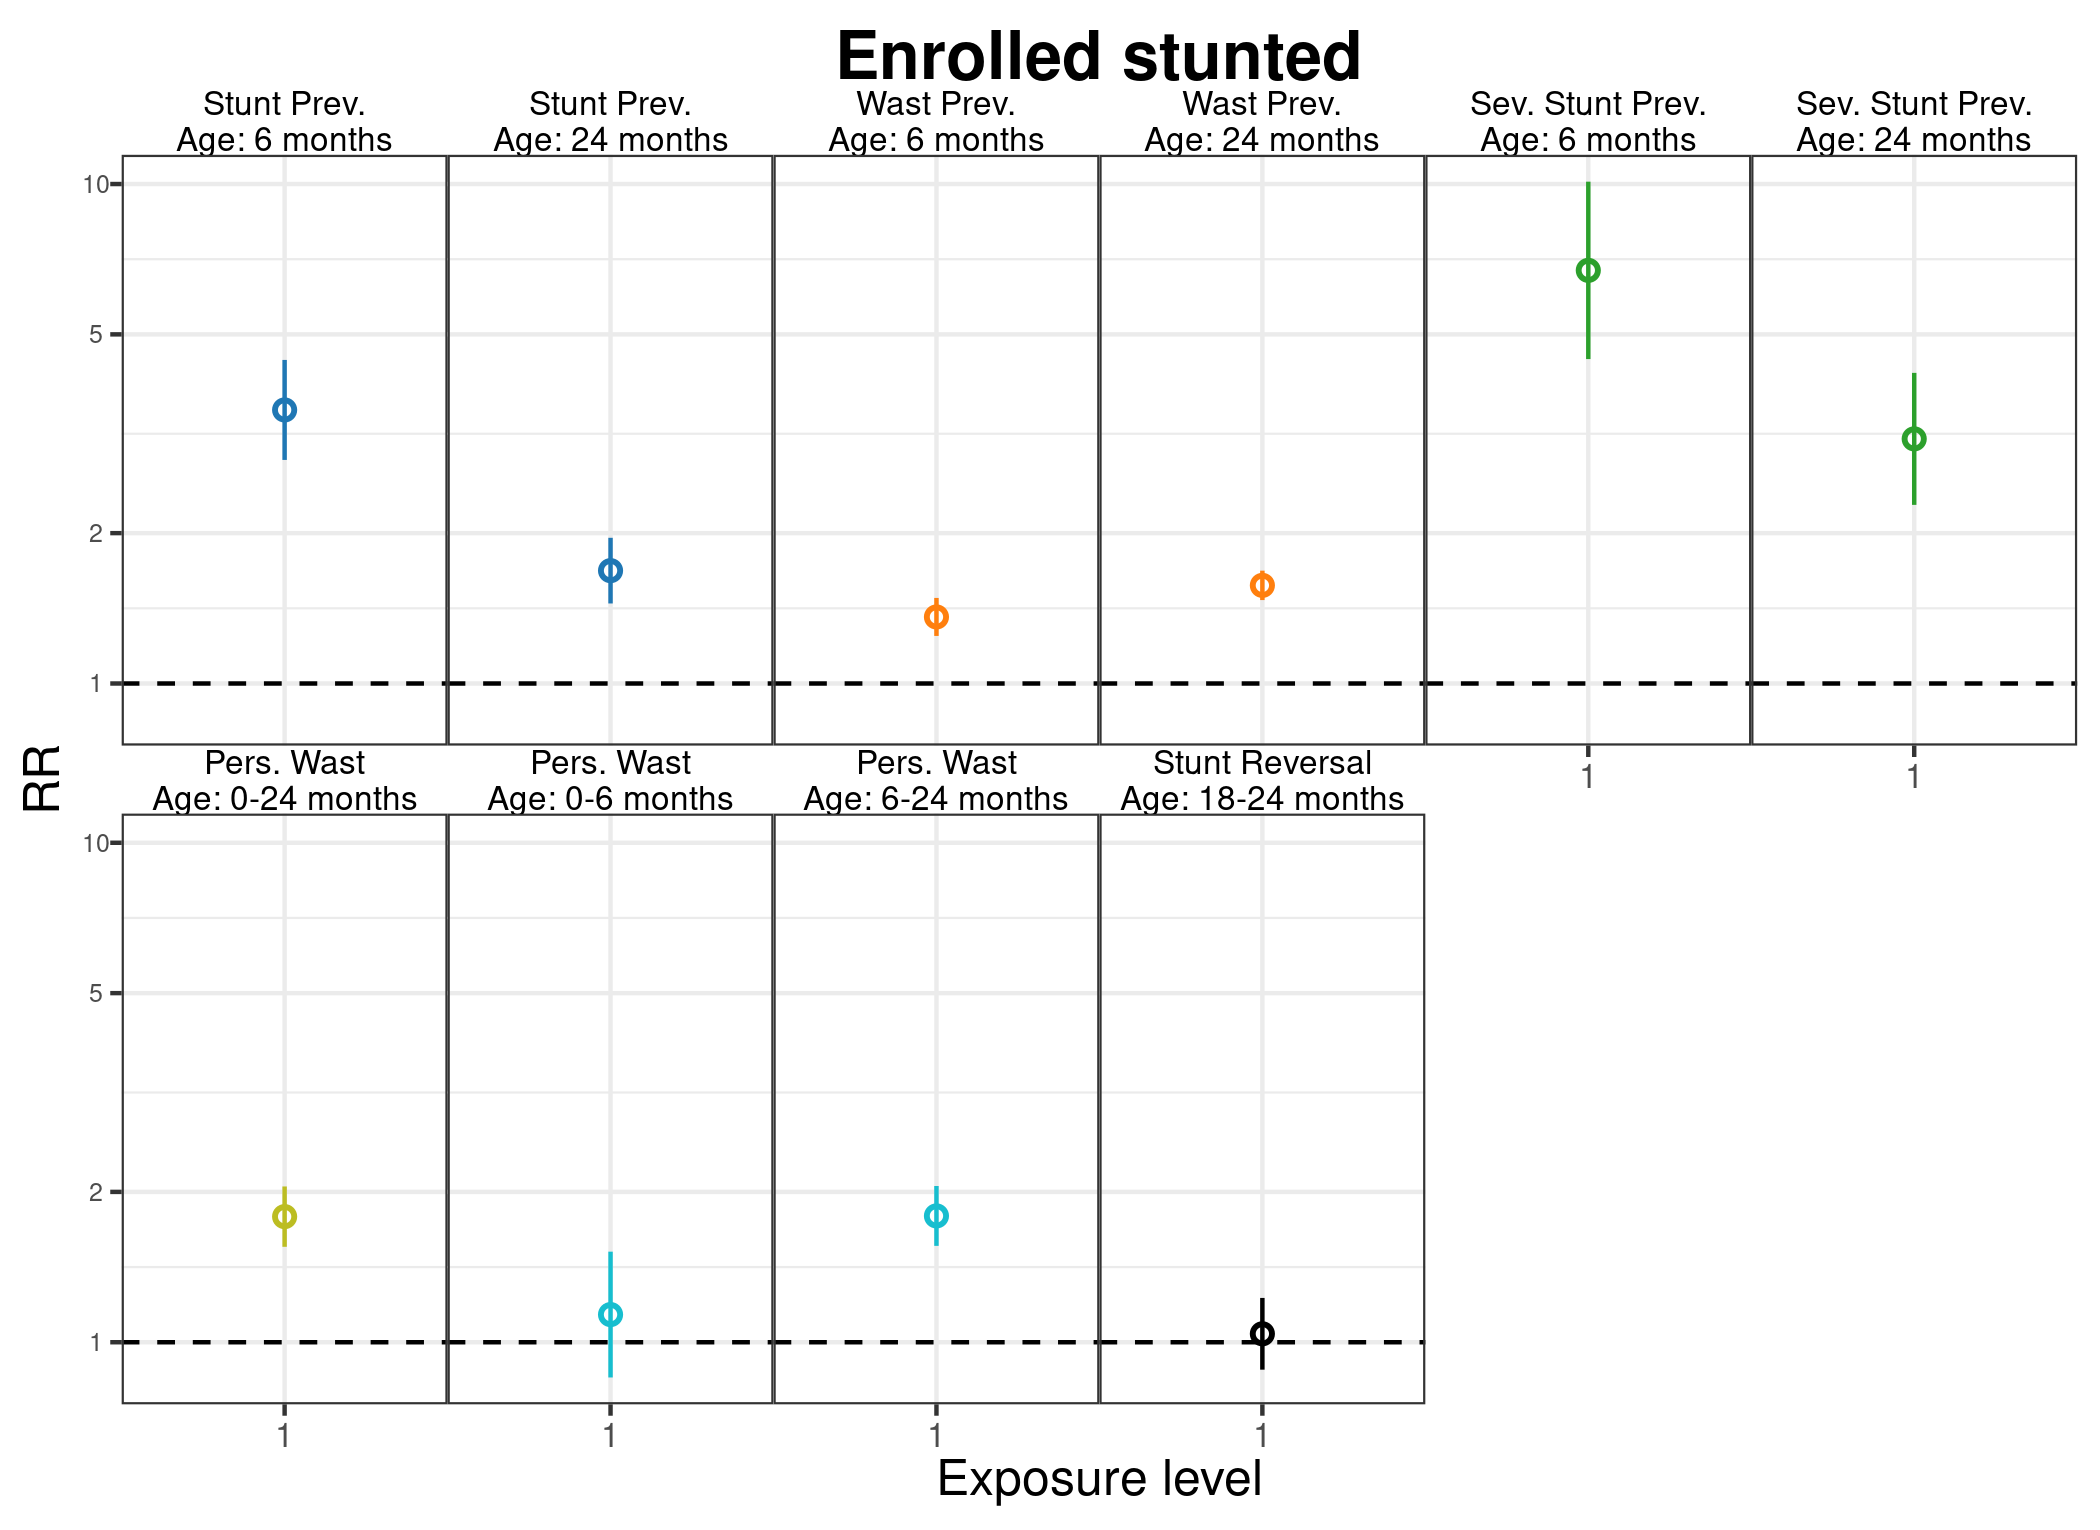 Enrolled stunted
Stunt Prev.
Age: 6 months
Stunt Prev.
Age: 24 months
Wast Prev.
Age: 6 months
Wast Prev.
Age: 24 months
Sev. Stunt Prev.
Age: 6 months
Sev. Stunt Prev.
Age: 24 months
10
5
2
1
1
1
RR
Pers. Wast
Age: 0-24 months
Pers. Wast
Age: 0-6 months
Pers. Wast
Age: 6-24 months
Stunt Reversal
Age: 18-24 months
10
5
2
1
1
1
1
1
Exposure level